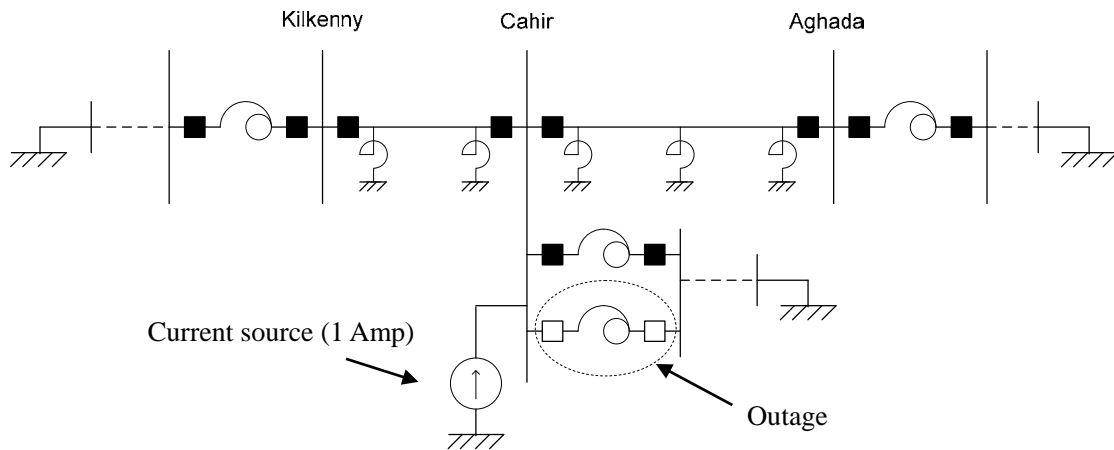 Kilkenny
Cahir
Aghada
Current source (1 Amp)
Outage